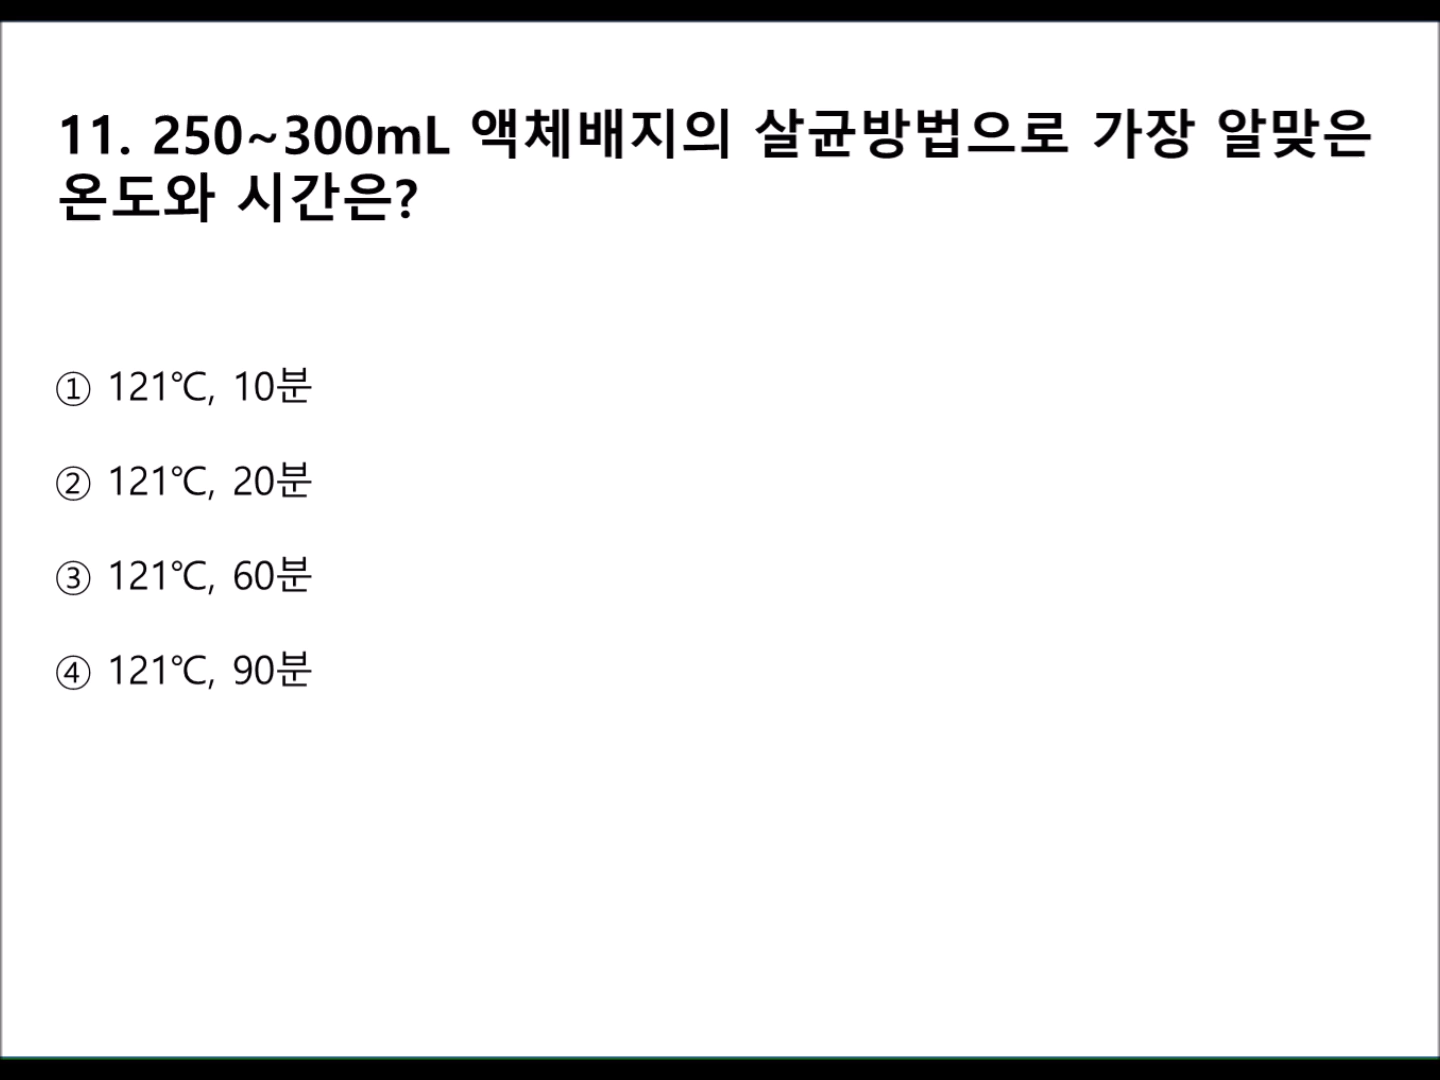 11. 250~300mL 액체배지의 살균방법으로 가장 알맞은
온도와 시간은?
① 121℃, 10분
② 121℃, 20분
③ 121℃, 60분
④ 121℃, 90분